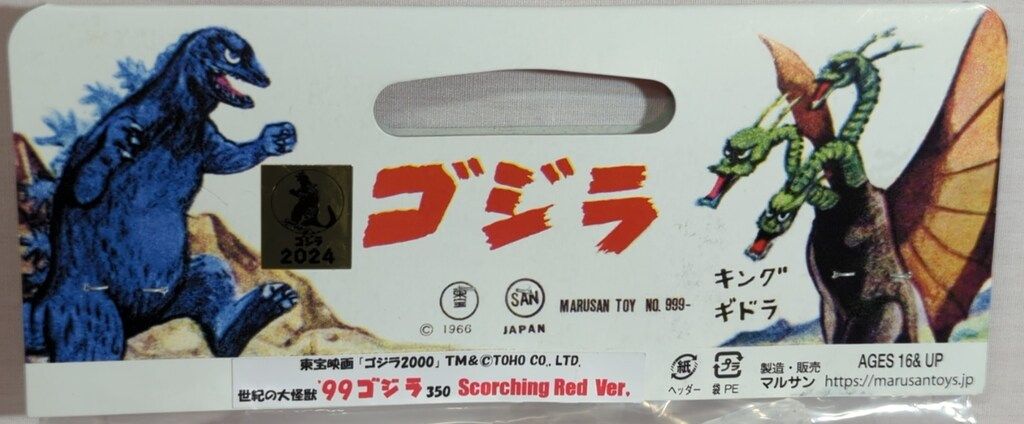 ゴジラ
ゴジラ
2024
キング
ギドラ
東宝
SAN
MARUSAN TOY NO. 999-
© 1966
JAPAN
東宝映画「ゴジラ2000」TM&©TOHO CO., LTD.
世紀の大怪獣 '99ゴジラ 350 Scorching Red Ver.
紙
ヘッダー
プラ
袋 PE
製造・販売
マルサン
AGES 16& UP
https://marusantoys.jp